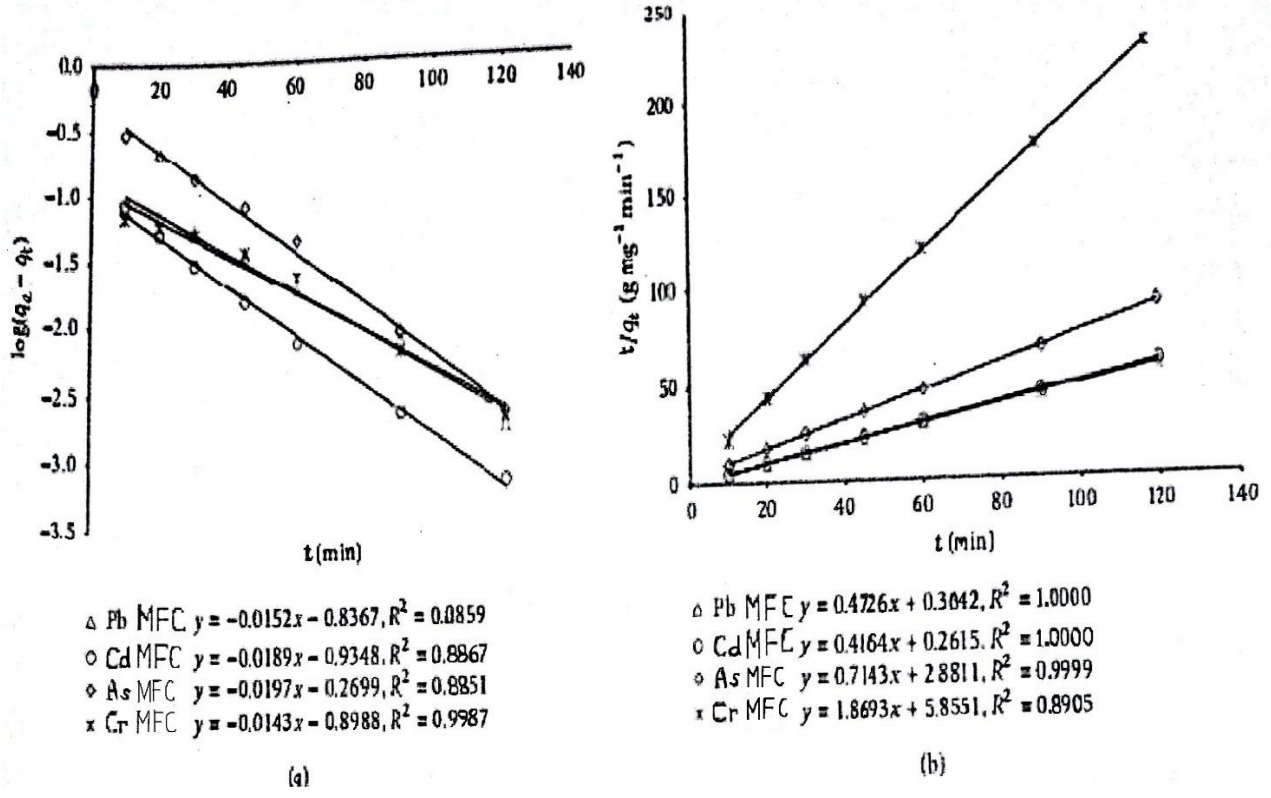 0.0
0
20
40
60
80
100
120
140
-0.5
-1.0
-1.5
-2.0
-2.5
-3.0
-3.5
log(qe - qt)
t (min)
△ Pb MFC y = -0.0152x - 0.8367, R² = 0.0859
○ Cd MFC y = -0.0189x - 0.9348, R² = 0.8867
◇ As MFC y = -0.0197x - 0.2699, R² = 0.8851
× Cr MFC y = -0.0143x - 0.8988, R² = 0.9987
(a)
250
200
150
100
50
0
0
20
40
60
80
100
120
140
t/qt (g mg⁻¹ min⁻¹)
t (min)
△ Pb MFC y = 0.4726x + 0.3042, R² = 1.0000
○ Cd MFC y = 0.4164x + 0.2615, R² = 1.0000
◇ As MFC y = 0.7143x + 28811, R² = 0.9999
× Cr MFC y = 1.8693x + 5.8551, R² = 0.8905
(b)